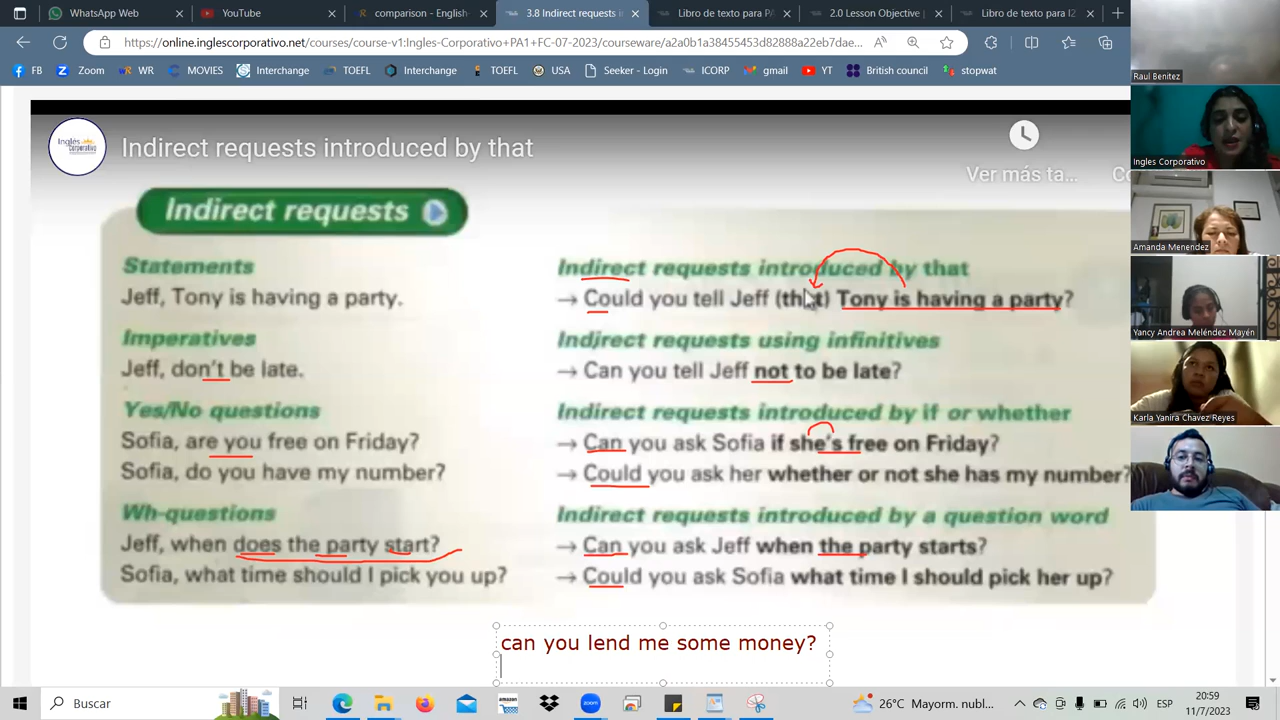 WhatsApp Web
YouTube
comparison - English-
3.8 Indirect requests i
Libro de texto para PA
2.0 Lesson Objective |
Libro de texto para I2
https://online.inglescorporativo.net/courses/course-v1:Ingles-Corporativo+PA1+FC-07-2023/courseware/a2a0b1a38455453d82888a22eb7dae...
FB
Zoom
WR
MOVIES
Interchange
TOEFL
Interchange
TOEFL
USA
Seeker - Login
ICORP
gmail
YT
British council
stopwat
Inglés Corporativo
Indirect requests introduced by that
Ver más ta...
Indirect requests
Statements
Jeff, Tony is having a party.
Imperatives
Jeff, don't be late.
Yes/No questions
Sofia, are you free on Friday?
Sofia, do you have my number?
Wh-questions
Jeff, when does the party start?
Sofia, what time should I pick you up?
Indirect requests introduced by that
→ Could you tell Jeff (that) Tony is having a party?
Indirect requests using infinitives
→ Can you tell Jeff not to be late?
Indirect requests introduced by if or whether
→ Can you ask Sofia if she's free on Friday?
→ Could you ask her whether or not she has my number?
Indirect requests introduced by a question word
→ Can you ask Jeff when the party starts?
→ Could you ask Sofia what time I should pick her up?
can you lend me some money?
Raul Benitez
Ingles Corporativo
Amanda Menendez
Yancy Andrea Meléndez Mayén
Karla Yanira Chavez Reyes
Buscar
amazon
26°C Mayorm. nubl...
ESP
20:59
11/7/2023